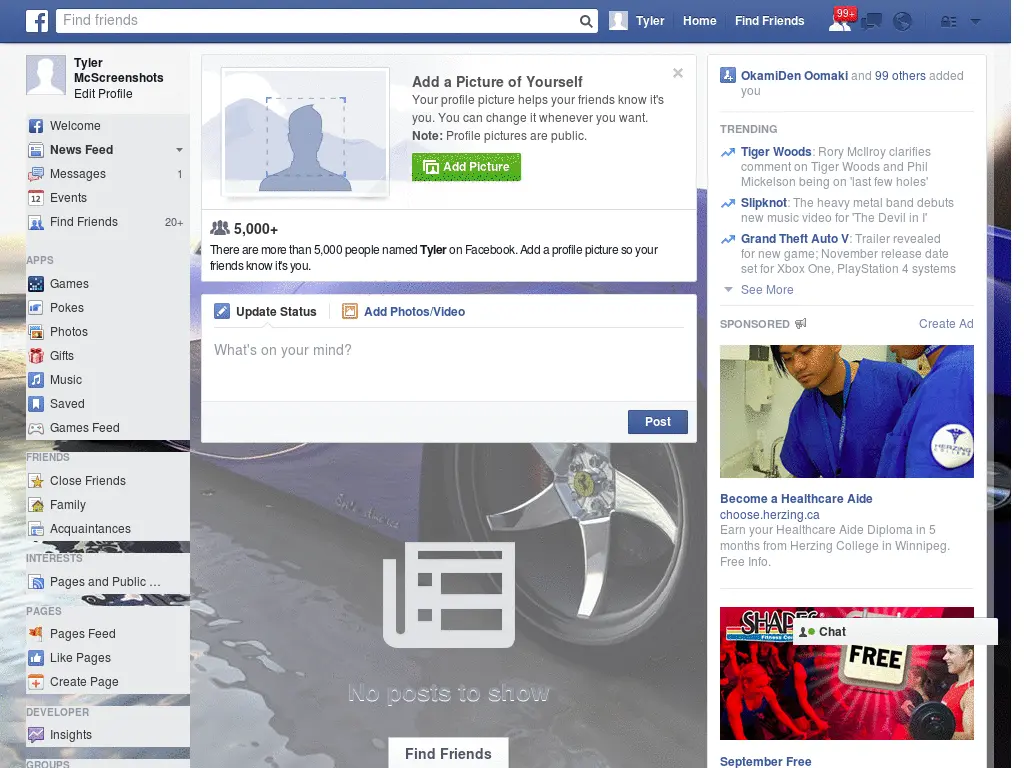 Find friends
Tyler
Home
Find Friends
99+
Tyler
McScreenshots
Edit Profile
Welcome
News Feed
Messages 1
12 Events
Find Friends 20+
APPS
Games
Pokes
Photos
Gifts
Music
Saved
Games Feed
FRIENDS
Close Friends
Family
Acquaintances
INTERESTS
Pages and Public ...
PAGES
Pages Feed
Like Pages
Create Page
DEVELOPER
Insights
GROUPS
Add a Picture of Yourself
Your profile picture helps your friends know it's
you. You can change it whenever you want.
Note: Profile pictures are public.
Add Picture
5,000+
There are more than 5,000 people named Tyler on Facebook. Add a profile picture so your
friends know it's you.
Update Status
Add Photos/Video
What's on your mind?
Post
No posts to show
Find Friends
OkamiDen Oomaki and 99 others added
you
TRENDING
Tiger Woods: Rory McIlroy clarifies
comment on Tiger Woods and Phil
Mickelson being on 'last few holes'
Slipknot: The heavy metal band debuts
new music video for 'The Devil in I'
Grand Theft Auto V: Trailer revealed
for new game; November release date
set for Xbox One, PlayStation 4 systems
See More
SPONSORED
Create Ad
HERZING
COLLEGE
Become a Healthcare Aide
choose.herzing.ca
Earn your Healthcare Aide Diploma in 5
months from Herzing College in Winnipeg.
Free Info.
Chat
FREE
September Free